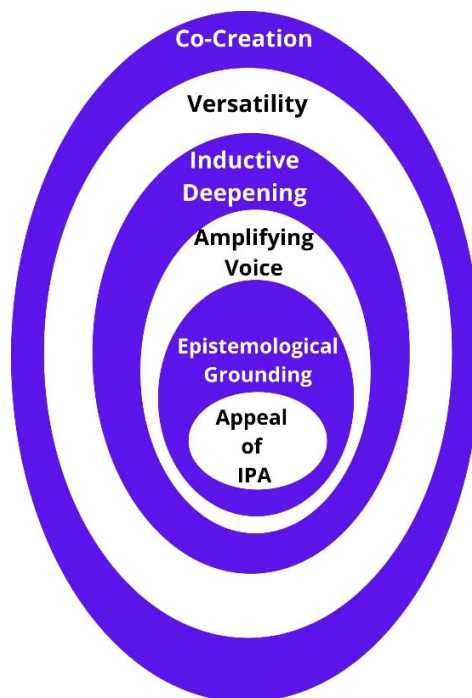 Co-Creation
Versatility
Inductive
Deepening
Amplifying
Voice
Epistemological
Grounding
Appeal
of
IPA